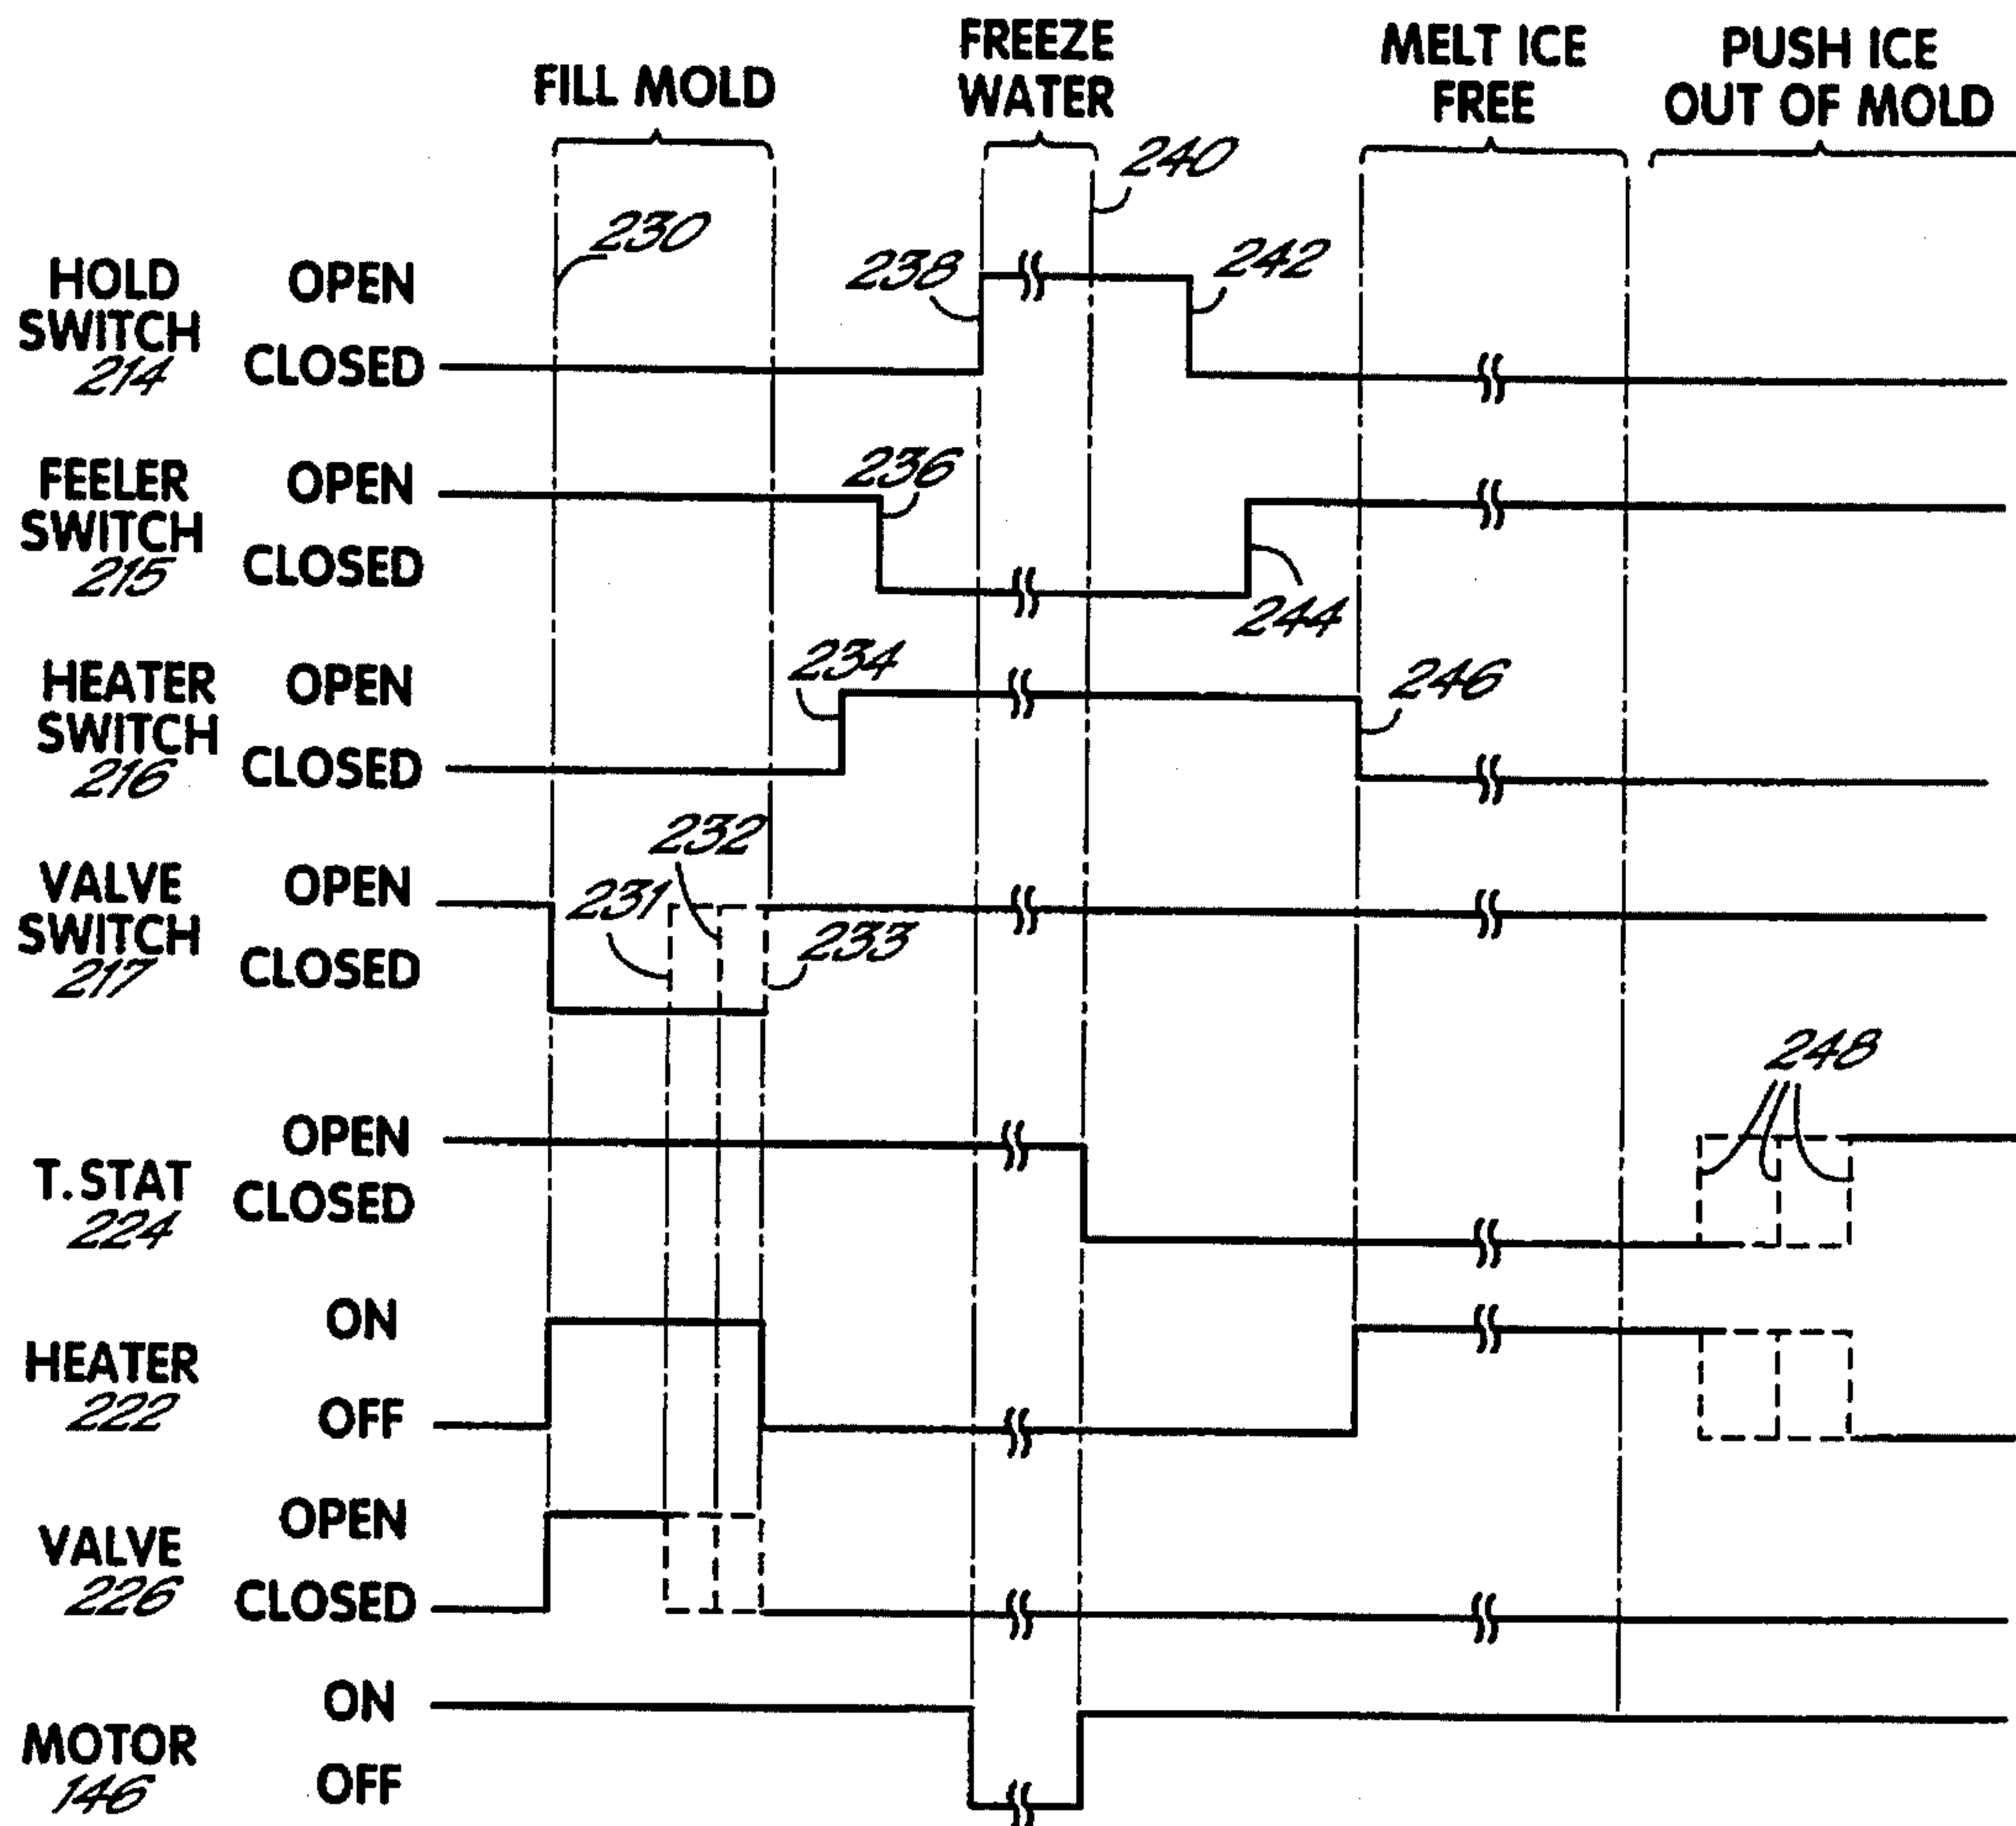 FILL MOLD
FREEZE
WATER
MELT ICE
FREE
PUSH ICE
OUT OF MOLD
230
240
HOLD
SWITCH
214
OPEN
CLOSED
238
242
FEELER
SWITCH
215
OPEN
CLOSED
236
244
HEATER
SWITCH
216
OPEN
CLOSED
234
246
VALVE
SWITCH
217
OPEN
CLOSED
231
232
233
T.STAT
224
OPEN
CLOSED
248
HEATER
222
ON
OFF
VALVE
226
OPEN
CLOSED
MOTOR
146
ON
OFF